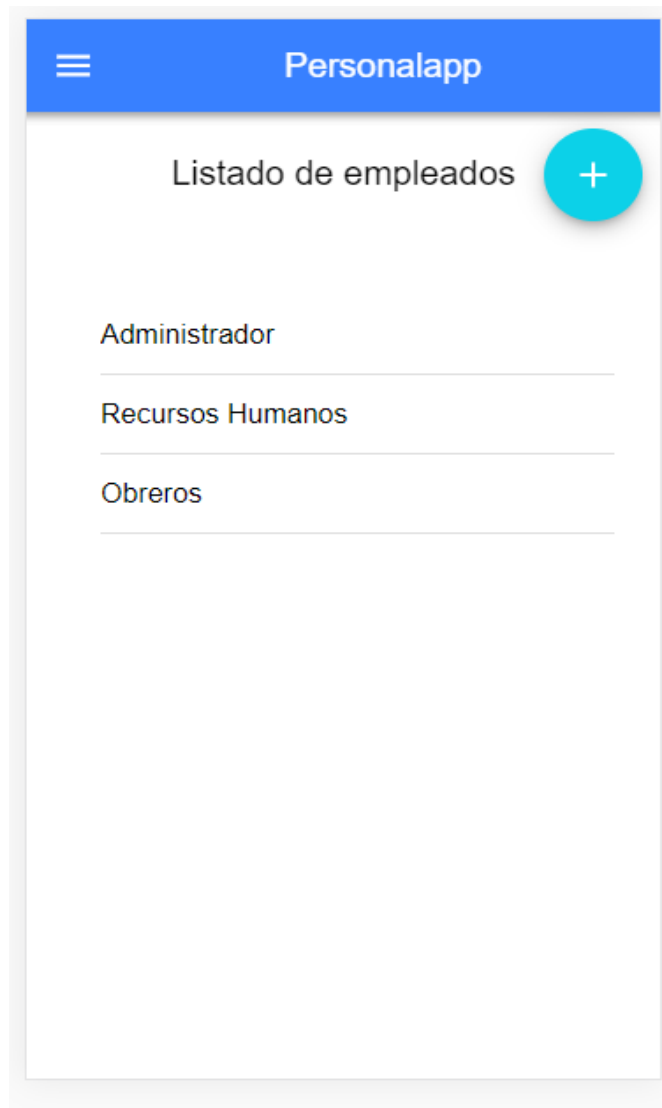 Personalapp
Listado de empleados
Administrador
Recursos Humanos
Obreros